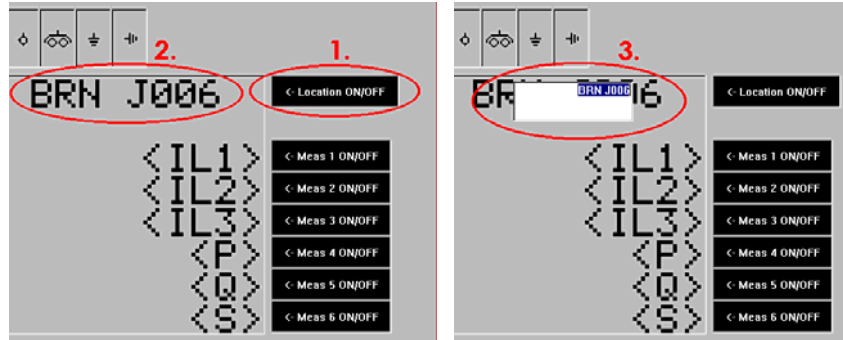 2.
1.
BRN J006
<- Location ON/OFF
<IL1>
<- Meas 1 ON/OFF
<IL2>
<- Meas 2 ON/OFF
<IL3>
<- Meas 3 ON/OFF
<P>
<- Meas 4 ON/OFF
<Q>
<- Meas 5 ON/OFF
<S>
<- Meas 6 ON/OFF
3.
BRN J006
BR 6
<- Location ON/OFF
<IL1>
<- Meas 1 ON/OFF
<IL2>
<- Meas 2 ON/OFF
<IL3>
<- Meas 3 ON/OFF
<P>
<- Meas 4 ON/OFF
<Q>
<- Meas 5 ON/OFF
<S>
<- Meas 6 ON/OFF